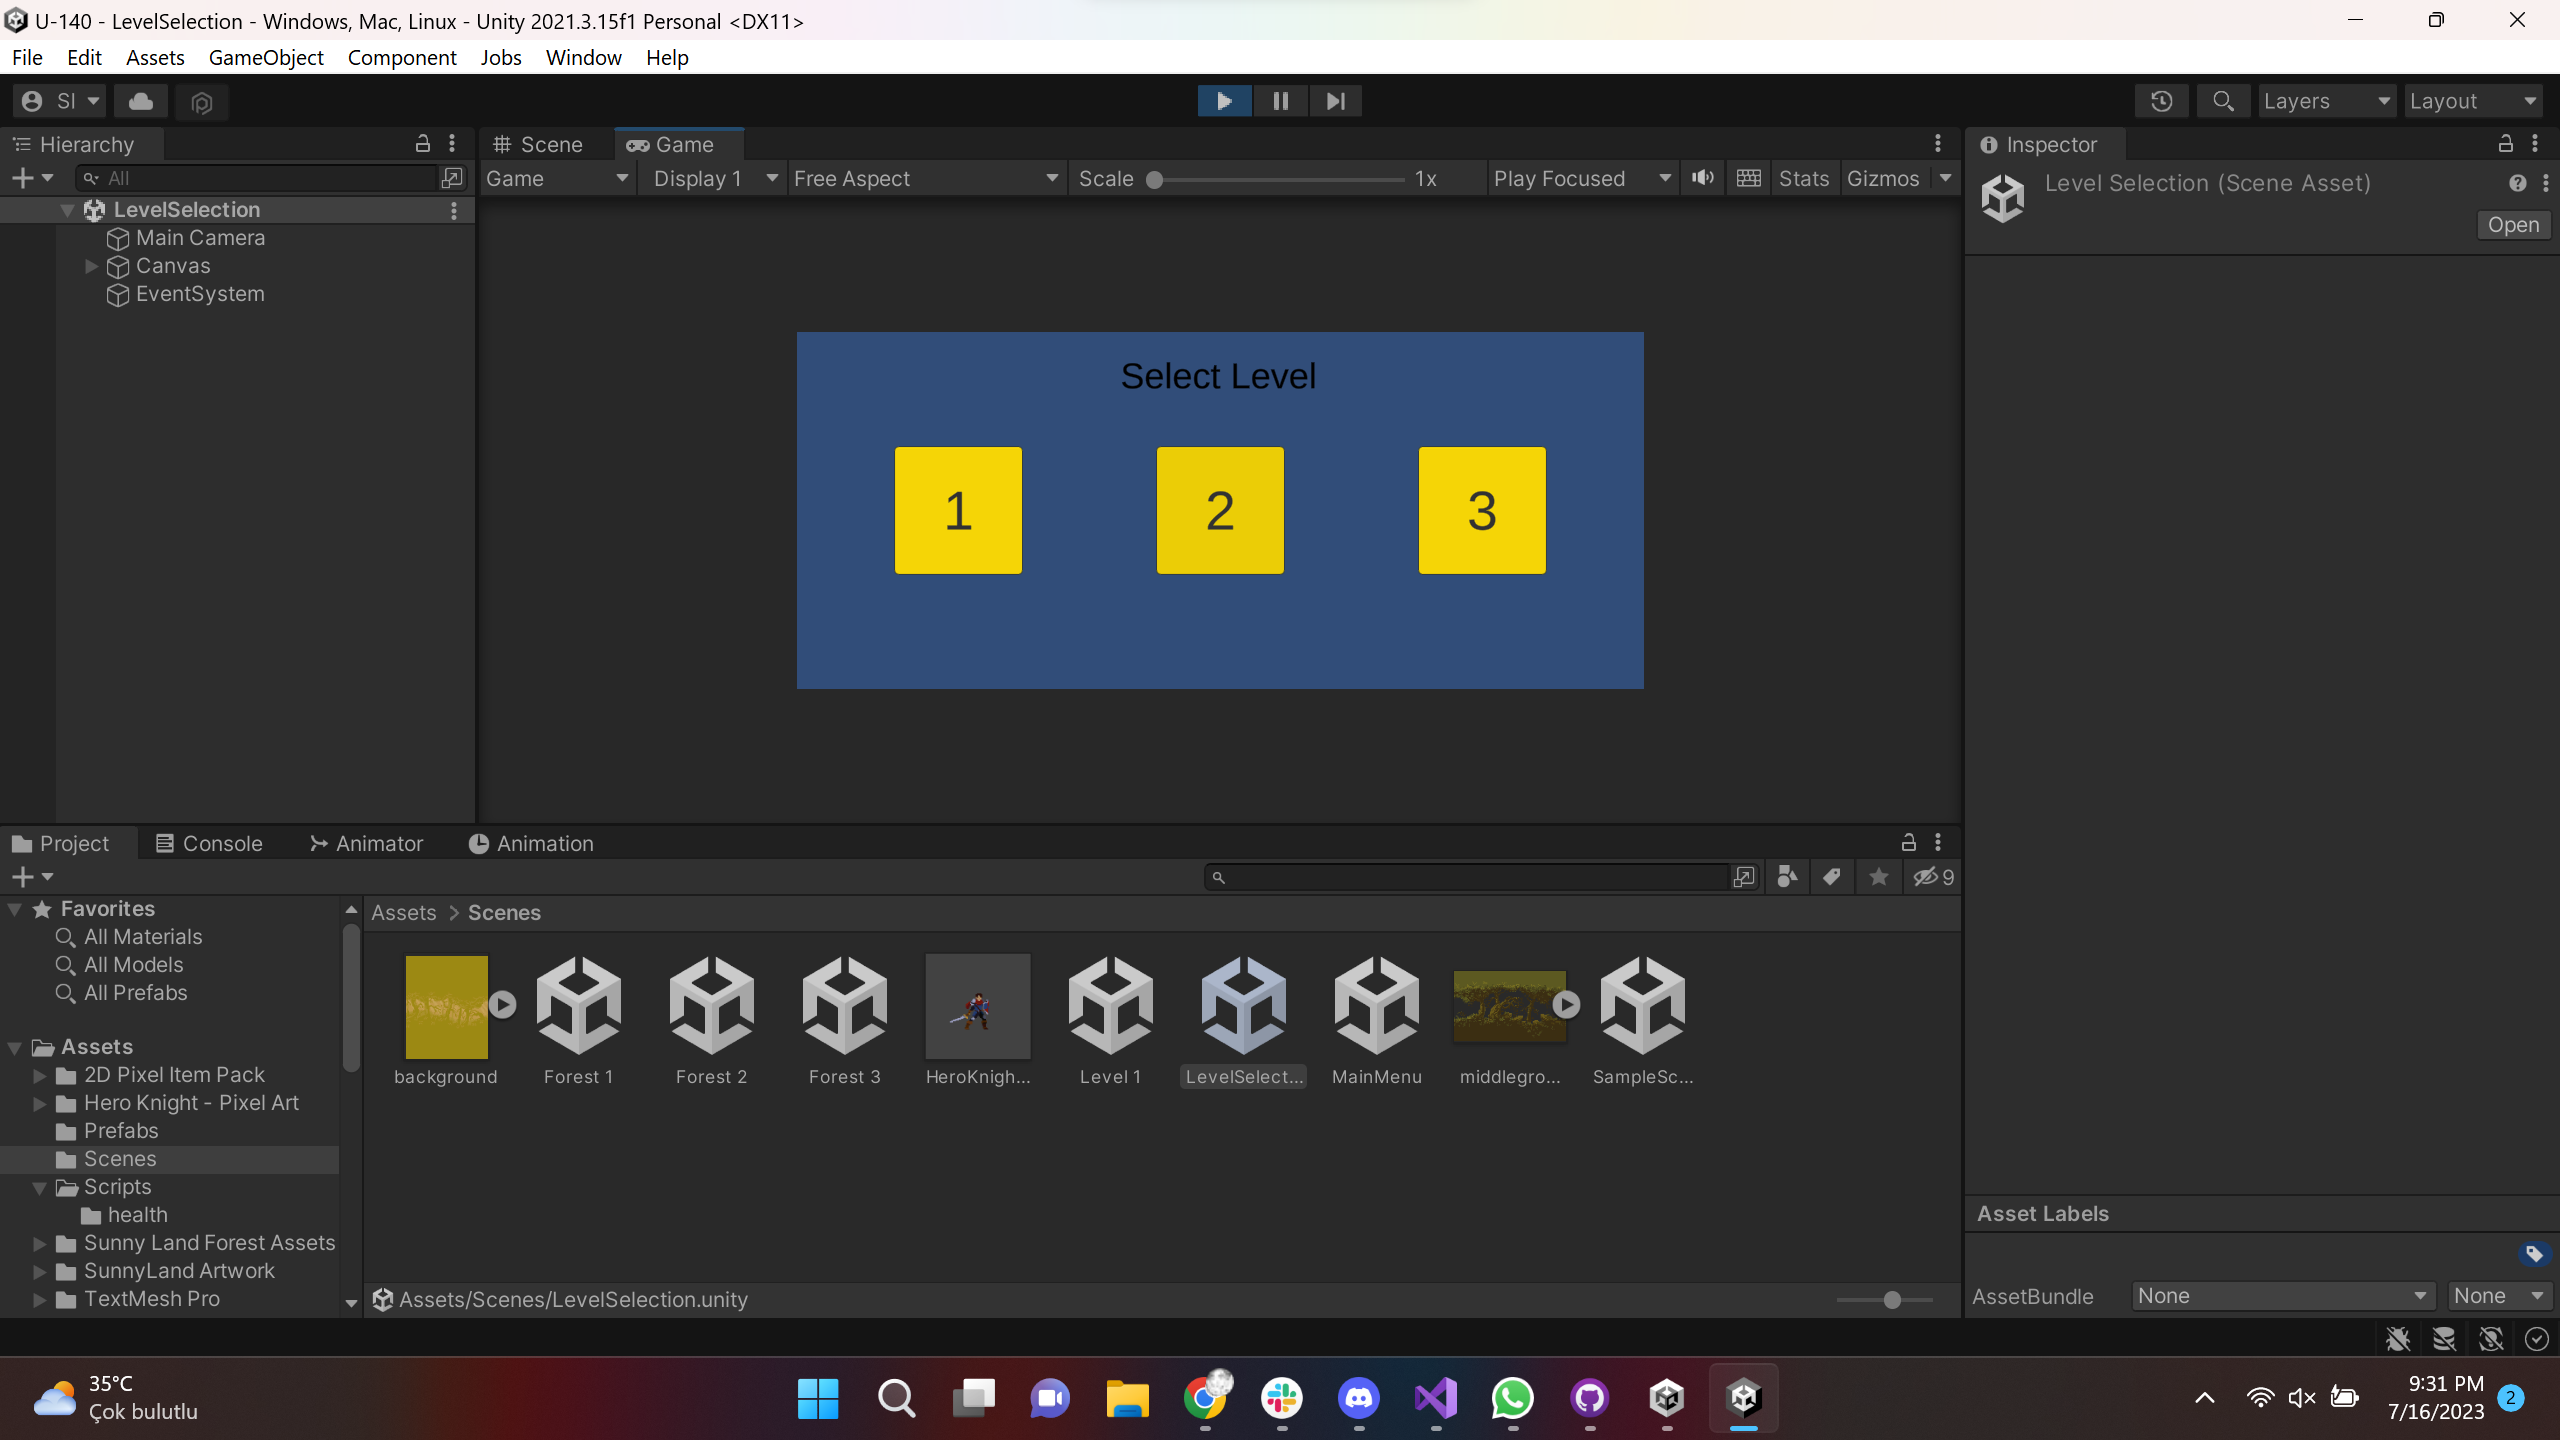 U-140 - LevelSelection - Windows, Mac, Linux - Unity 2021.3.15f1 Personal <DX11>
File Edit Assets GameObject Component Jobs Window Help
SI Layers Layout
Hierarchy
All
LevelSelection
Main Camera
Canvas
EventSystem
Scene Game
Game Display 1 Free Aspect Scale 1x Play Focused Stats Gizmos
Select Level
1 2 3
Inspector
Level Selection (Scene Asset)
Open
Project Console Animator Animation
9
Favorites
All Materials
All Models
All Prefabs
Assets
2D Pixel Item Pack
Hero Knight - Pixel Art
Prefabs
Scenes
Scripts
health
Sunny Land Forest Assets
SunnyLand Artwork
TextMesh Pro
Assets > Scenes
background Forest 1 Forest 2 Forest 3 HeroKnigh... Level 1 LevelSelect... MainMenu middlegro... SampleSc...
Assets/Scenes/LevelSelection.unity
Asset Labels
AssetBundle None None
35°C
Çok bulutlu
9:31 PM
7/16/2023
2